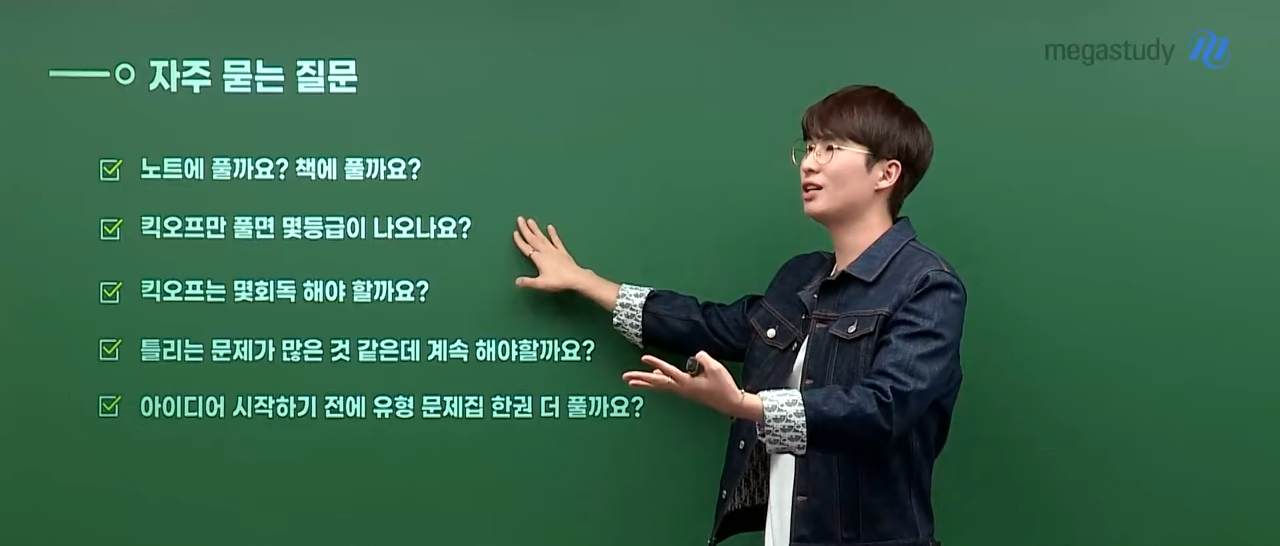 megastudy
자주 묻는 질문
노트에 풀까요? 책에 풀까요?
킥오프만 풀면 몇등급이 나오나요?
킥오프는 몇회독 해야 할까요?
틀리는 문제가 많은 것 같은데 계속 해야할까요?
아이디어 시작하기 전에 유형 문제집 한권 더 풀까요?